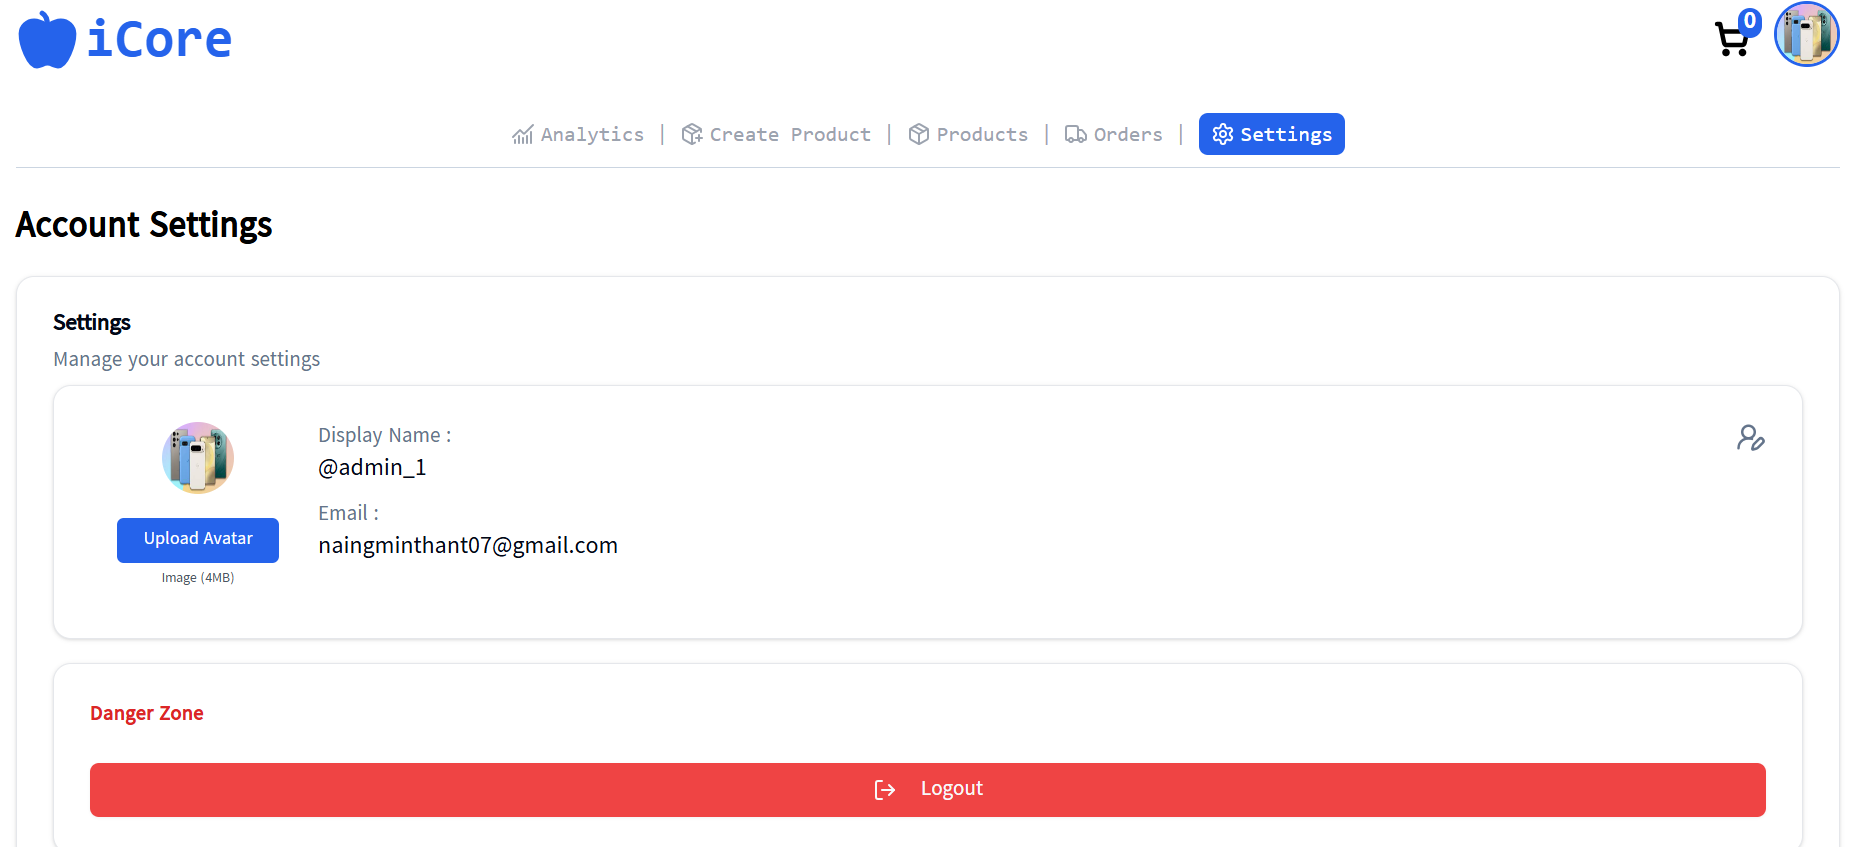 iCore
0
Analytics | Create Product | Products | Orders | Settings
Account Settings
Settings
Manage your account settings
Display Name :
@admin_1
Email :
naingminthant07@gmail.com
Upload Avatar
Image (4MB)
Danger Zone
Logout